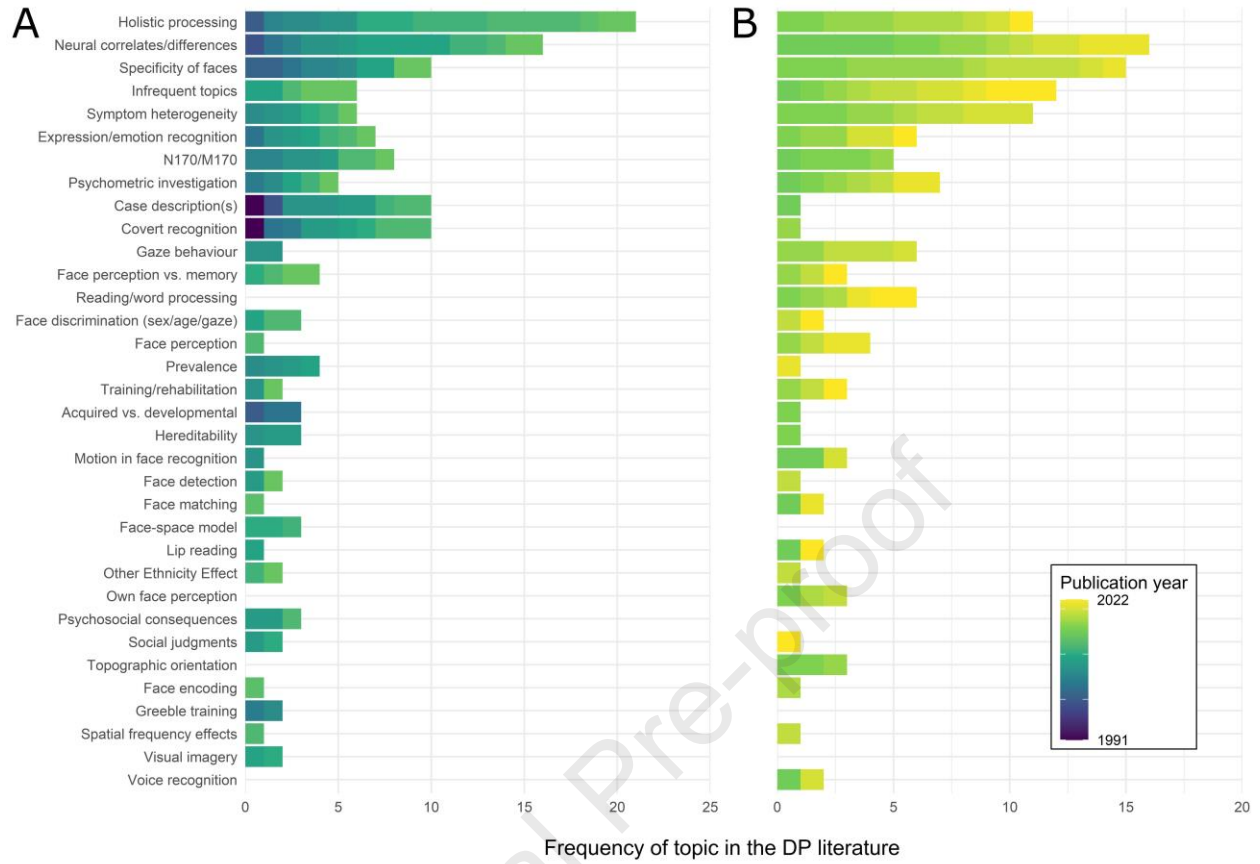 A
B
Holistic processing
Neural correlates/differences
Specificity of faces
Infrequent topics
Symptom heterogeneity
Expression/emotion recognition
N170/M170
Psychometric investigation
Case description(s)
Covert recognition
Gaze behaviour
Face perception vs. memory
Reading/word processing
Face discrimination (sex/age/gaze)
Face perception
Prevalence
Training/rehabilitation
Acquired vs. developmental
Hereditability
Motion in face recognition
Face detection
Face matching
Face-space model
Lip reading
Other Ethnicity Effect
Own face perception
Psychosocial consequences
Social judgments
Topographic orientation
Face encoding
Greeble training
Spatial frequency effects
Visual imagery
Voice recognition
Publication year
2022
1991
0 5 10 15 20 25
0 5 10 15 20
Frequency of topic in the DP literature
al Pre-proof